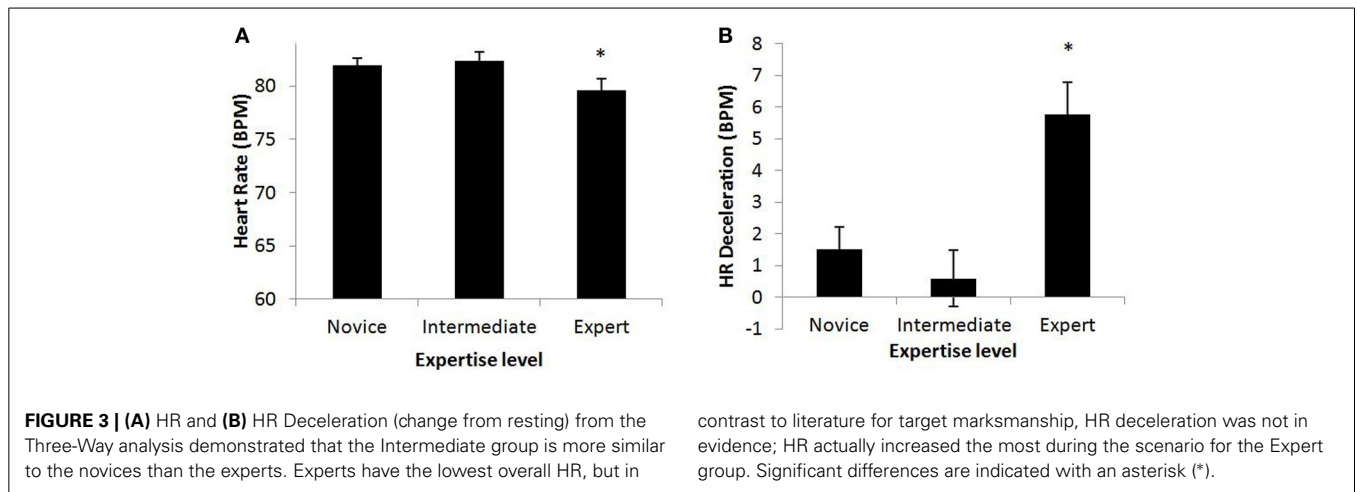 A
Heart Rate (BPM)
80
75
70
65
60
*
Novice Intermediate Expert
Expertise level
B
HR Deceleration (BPM)
8
7
6
5
4
3
2
1
0
-1
*
Novice Intermediate Expert
Expertise level
FIGURE 3 | (A) HR and (B) HR Deceleration (change from resting) from the
Three-Way analysis demonstrated that the Intermediate group is more similar
to the novices than the experts. Experts have the lowest overall HR, but in
contrast to literature for target marksmanship, HR deceleration was not in
evidence; HR actually increased the most during the scenario for the Expert
group. Significant differences are indicated with an asterisk (*).